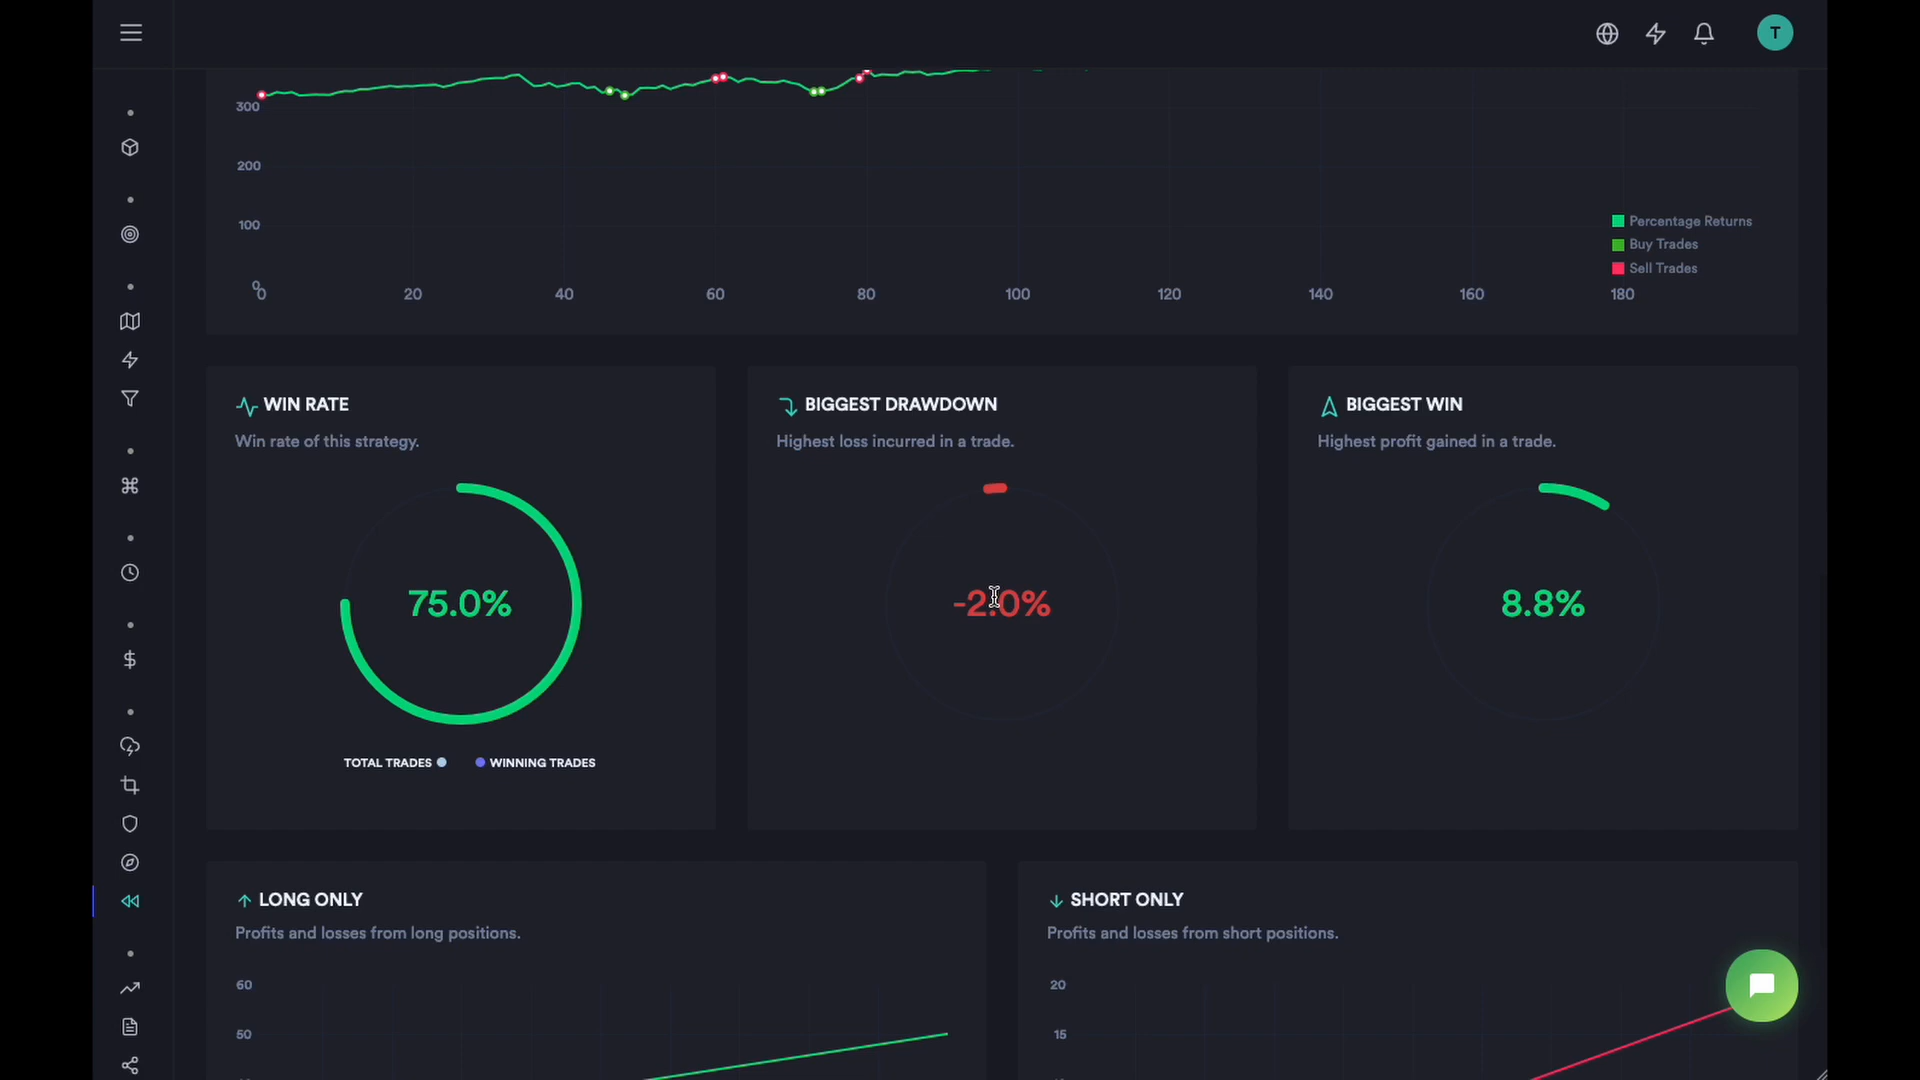 T
300
200
100
0
0 20 40 60 80 100 120 140 160 180
Percentage Returns
Buy Trades
Sell Trades
WIN RATE
Win rate of this strategy.
75.0%
TOTAL TRADES
WINNING TRADES
BIGGEST DRAWDOWN
Highest loss incurred in a trade.
-2.0%
BIGGEST WIN
Highest profit gained in a trade.
8.8%
LONG ONLY
Profits and losses from long positions.
60
50
SHORT ONLY
Profits and losses from short positions.
20
15